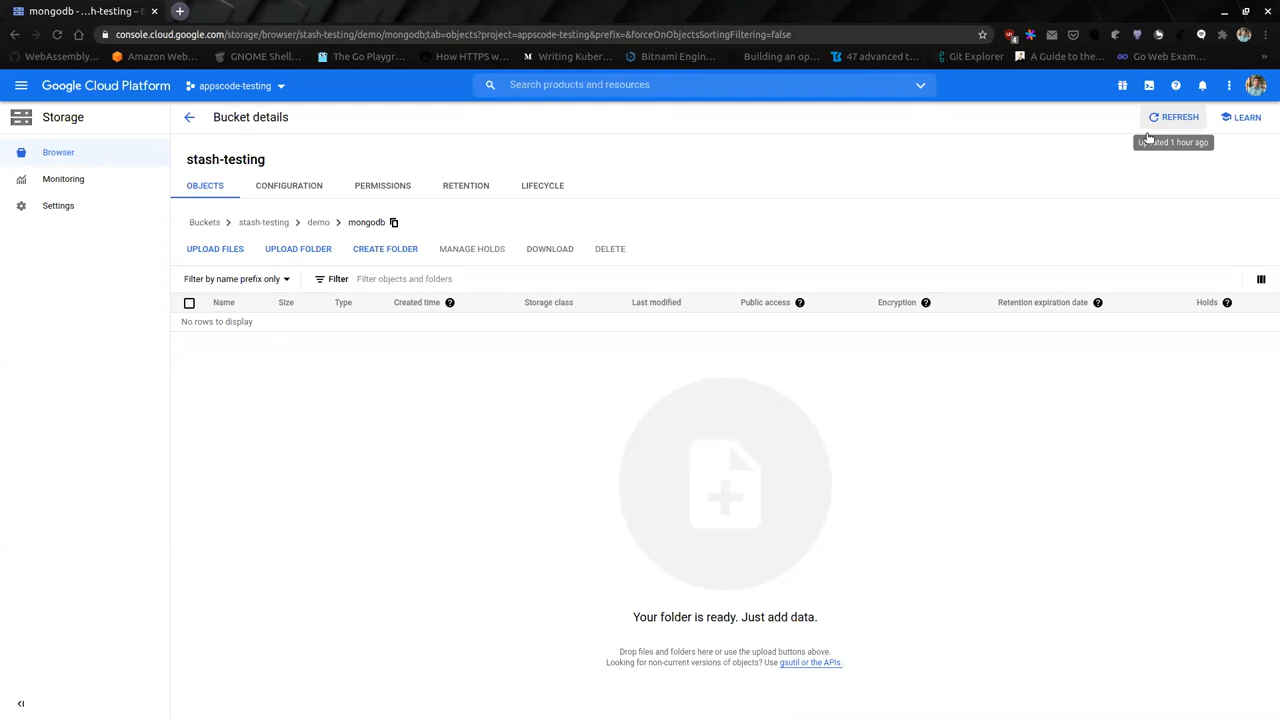 mongodb - ...h-testing – B
console.cloud.google.com/storage/browser/stash-testing/demo/mongodb;tab=objects?project=appscode-testing&prefix=&forceOnObjectsSortingFiltering=false
4
WebAssembly... Amazon Web... GNOME Shell... The Go Playgr... How HTTPS w... Writing Kuber... Bitnami Engin... Building an op... 47 advanced t... Git Explorer A Guide to the... Go Web Exam... »
Google Cloud Platform appscode-testing Search products and resources
Storage Bucket details REFRESH LEARN
Updated 1 hour ago
Browser
Monitoring
Settings
stash-testing
OBJECTS CONFIGURATION PERMISSIONS RETENTION LIFECYCLE
Buckets > stash-testing > demo > mongodb
UPLOAD FILES UPLOAD FOLDER CREATE FOLDER MANAGE HOLDS DOWNLOAD DELETE
Filter by name prefix only Filter Filter objects and folders
Name Size Type Created time Storage class Last modified Public access Encryption Retention expiration date Holds
No rows to display
Your folder is ready. Just add data.
Drop files and folders here or use the upload buttons above.
Looking for non-current versions of objects? Use gsutil or the APIs .